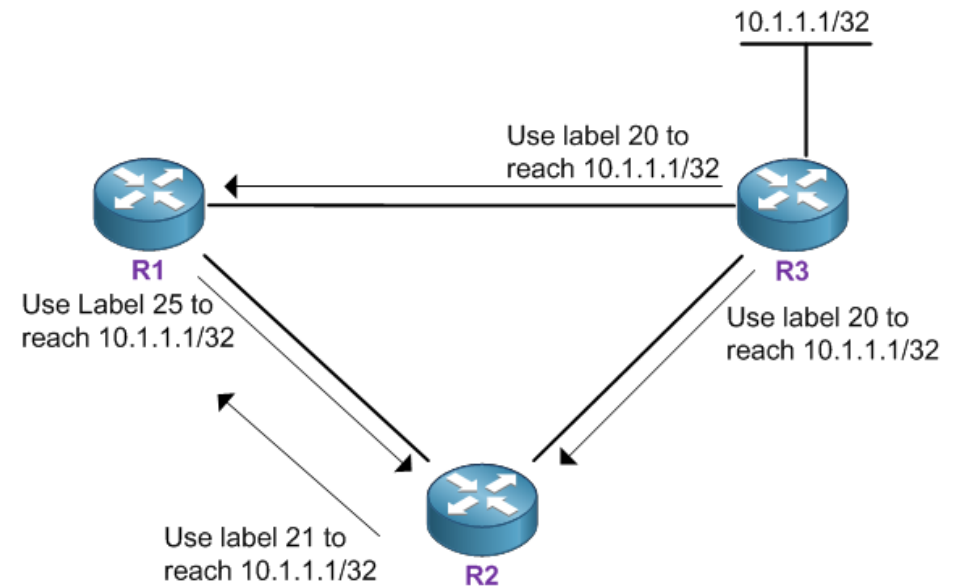 10.1.1.1/32
Use label 20 to
reach 10.1.1.1/32
R1
R3
Use Label 25 to
reach 10.1.1.1/32
Use label 20 to
reach 10.1.1.1/32
Use label 21 to
reach 10.1.1.1/32
R2